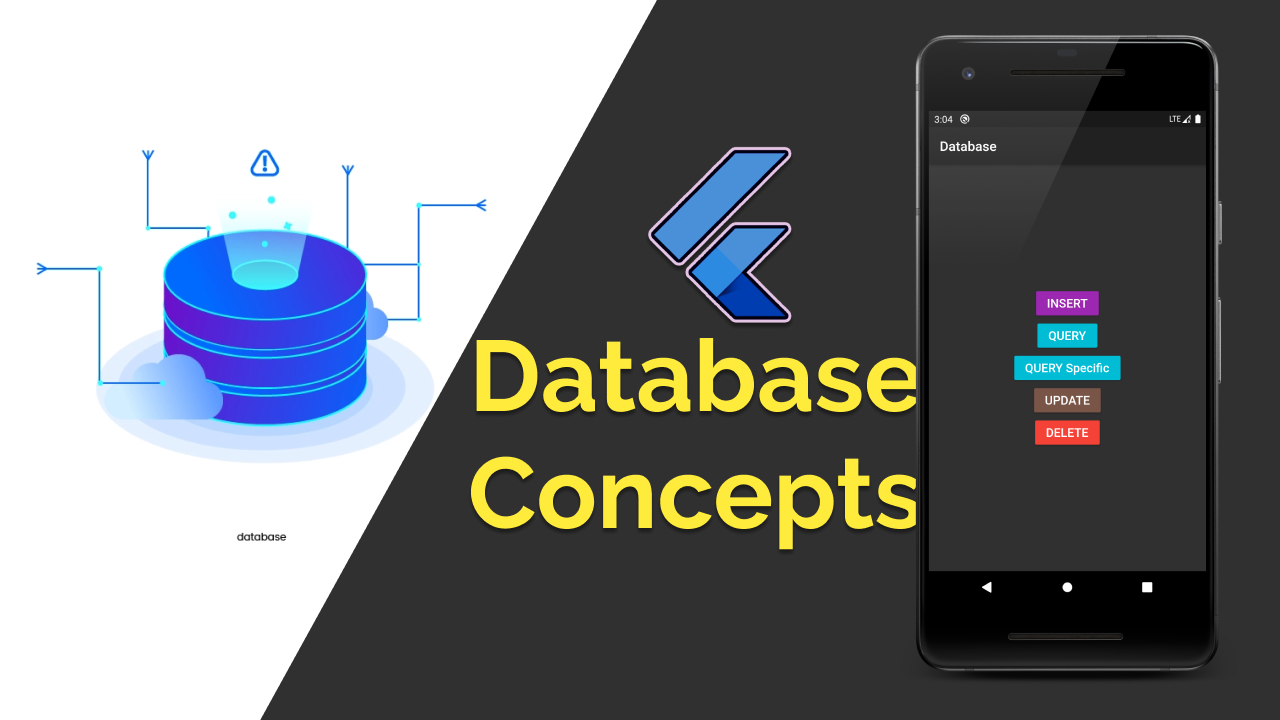 database
Database
Concepts
3:04
LTE
Database
INSERT
QUERY
QUERY Specific
UPDATE
DELETE